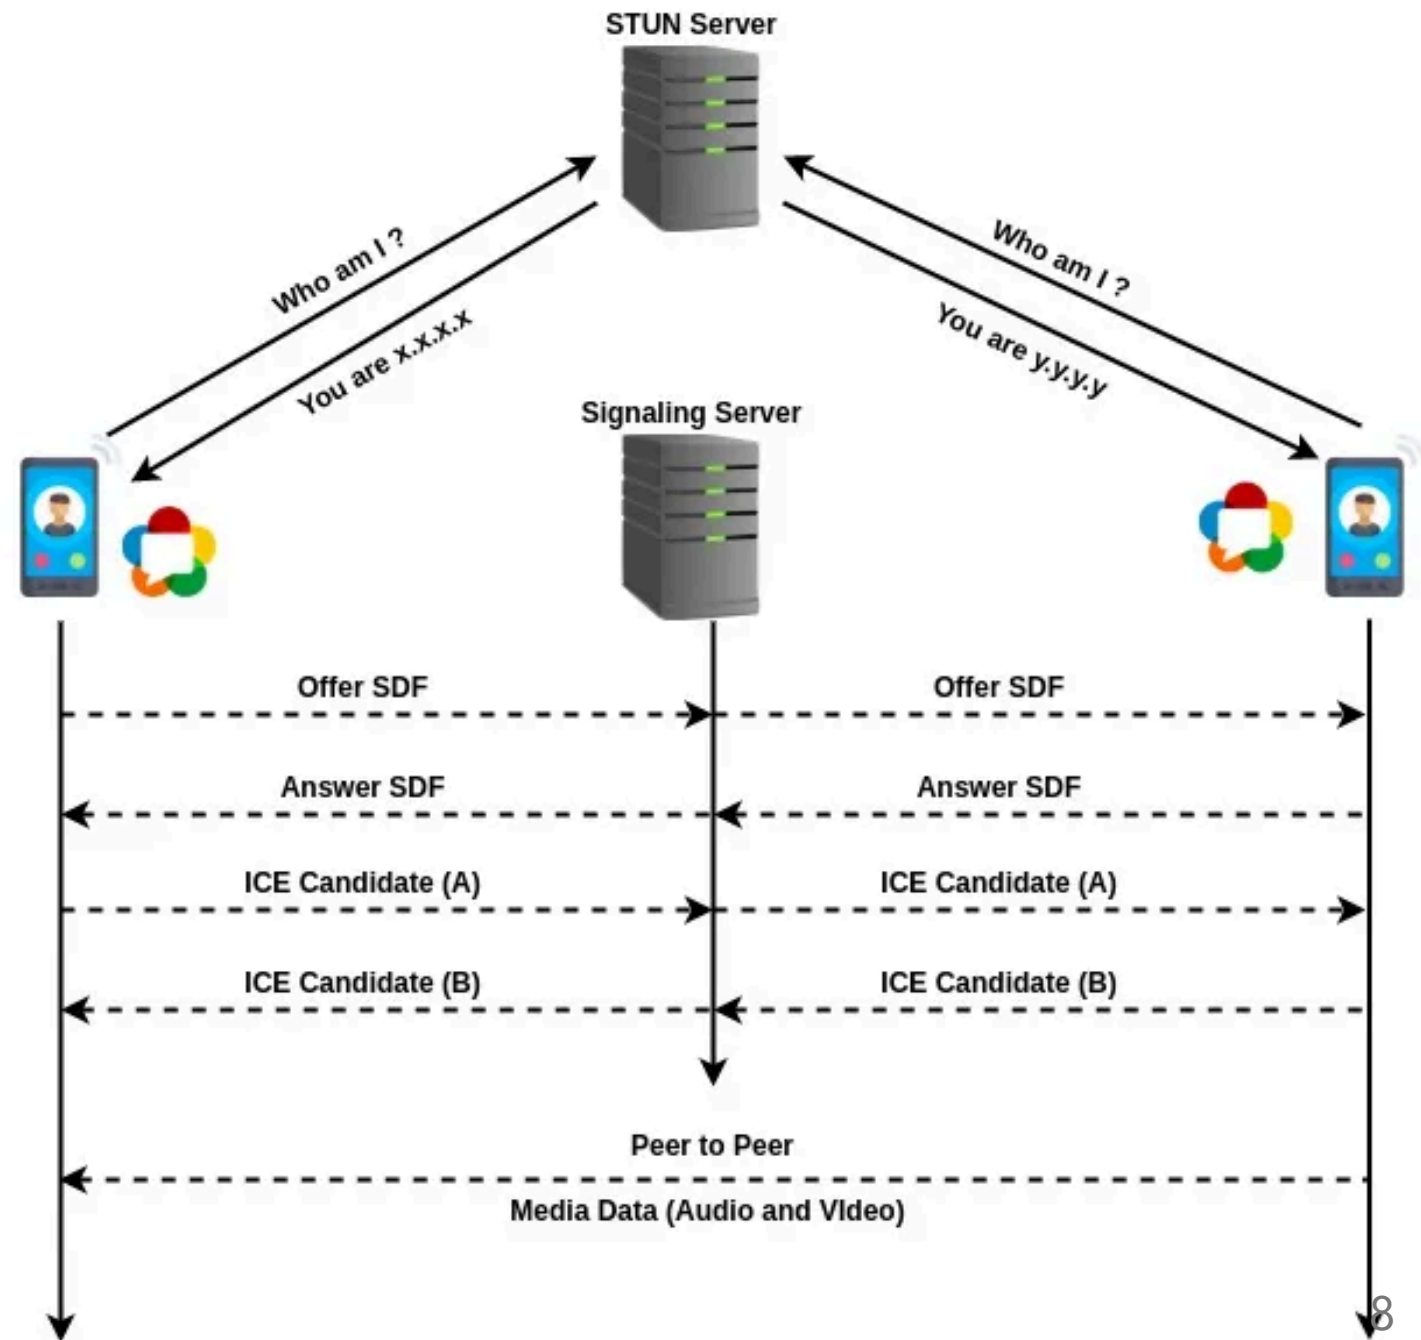 STUN Server
Who am I ?
You are x.x.x.x
Who am I ?
You are y.y.y.y
Signaling Server
Offer SDF
Offer SDF
Answer SDF
Answer SDF
ICE Candidate (A)
ICE Candidate (A)
ICE Candidate (B)
ICE Candidate (B)
Peer to Peer
Media Data (Audio and VIdeo)
8